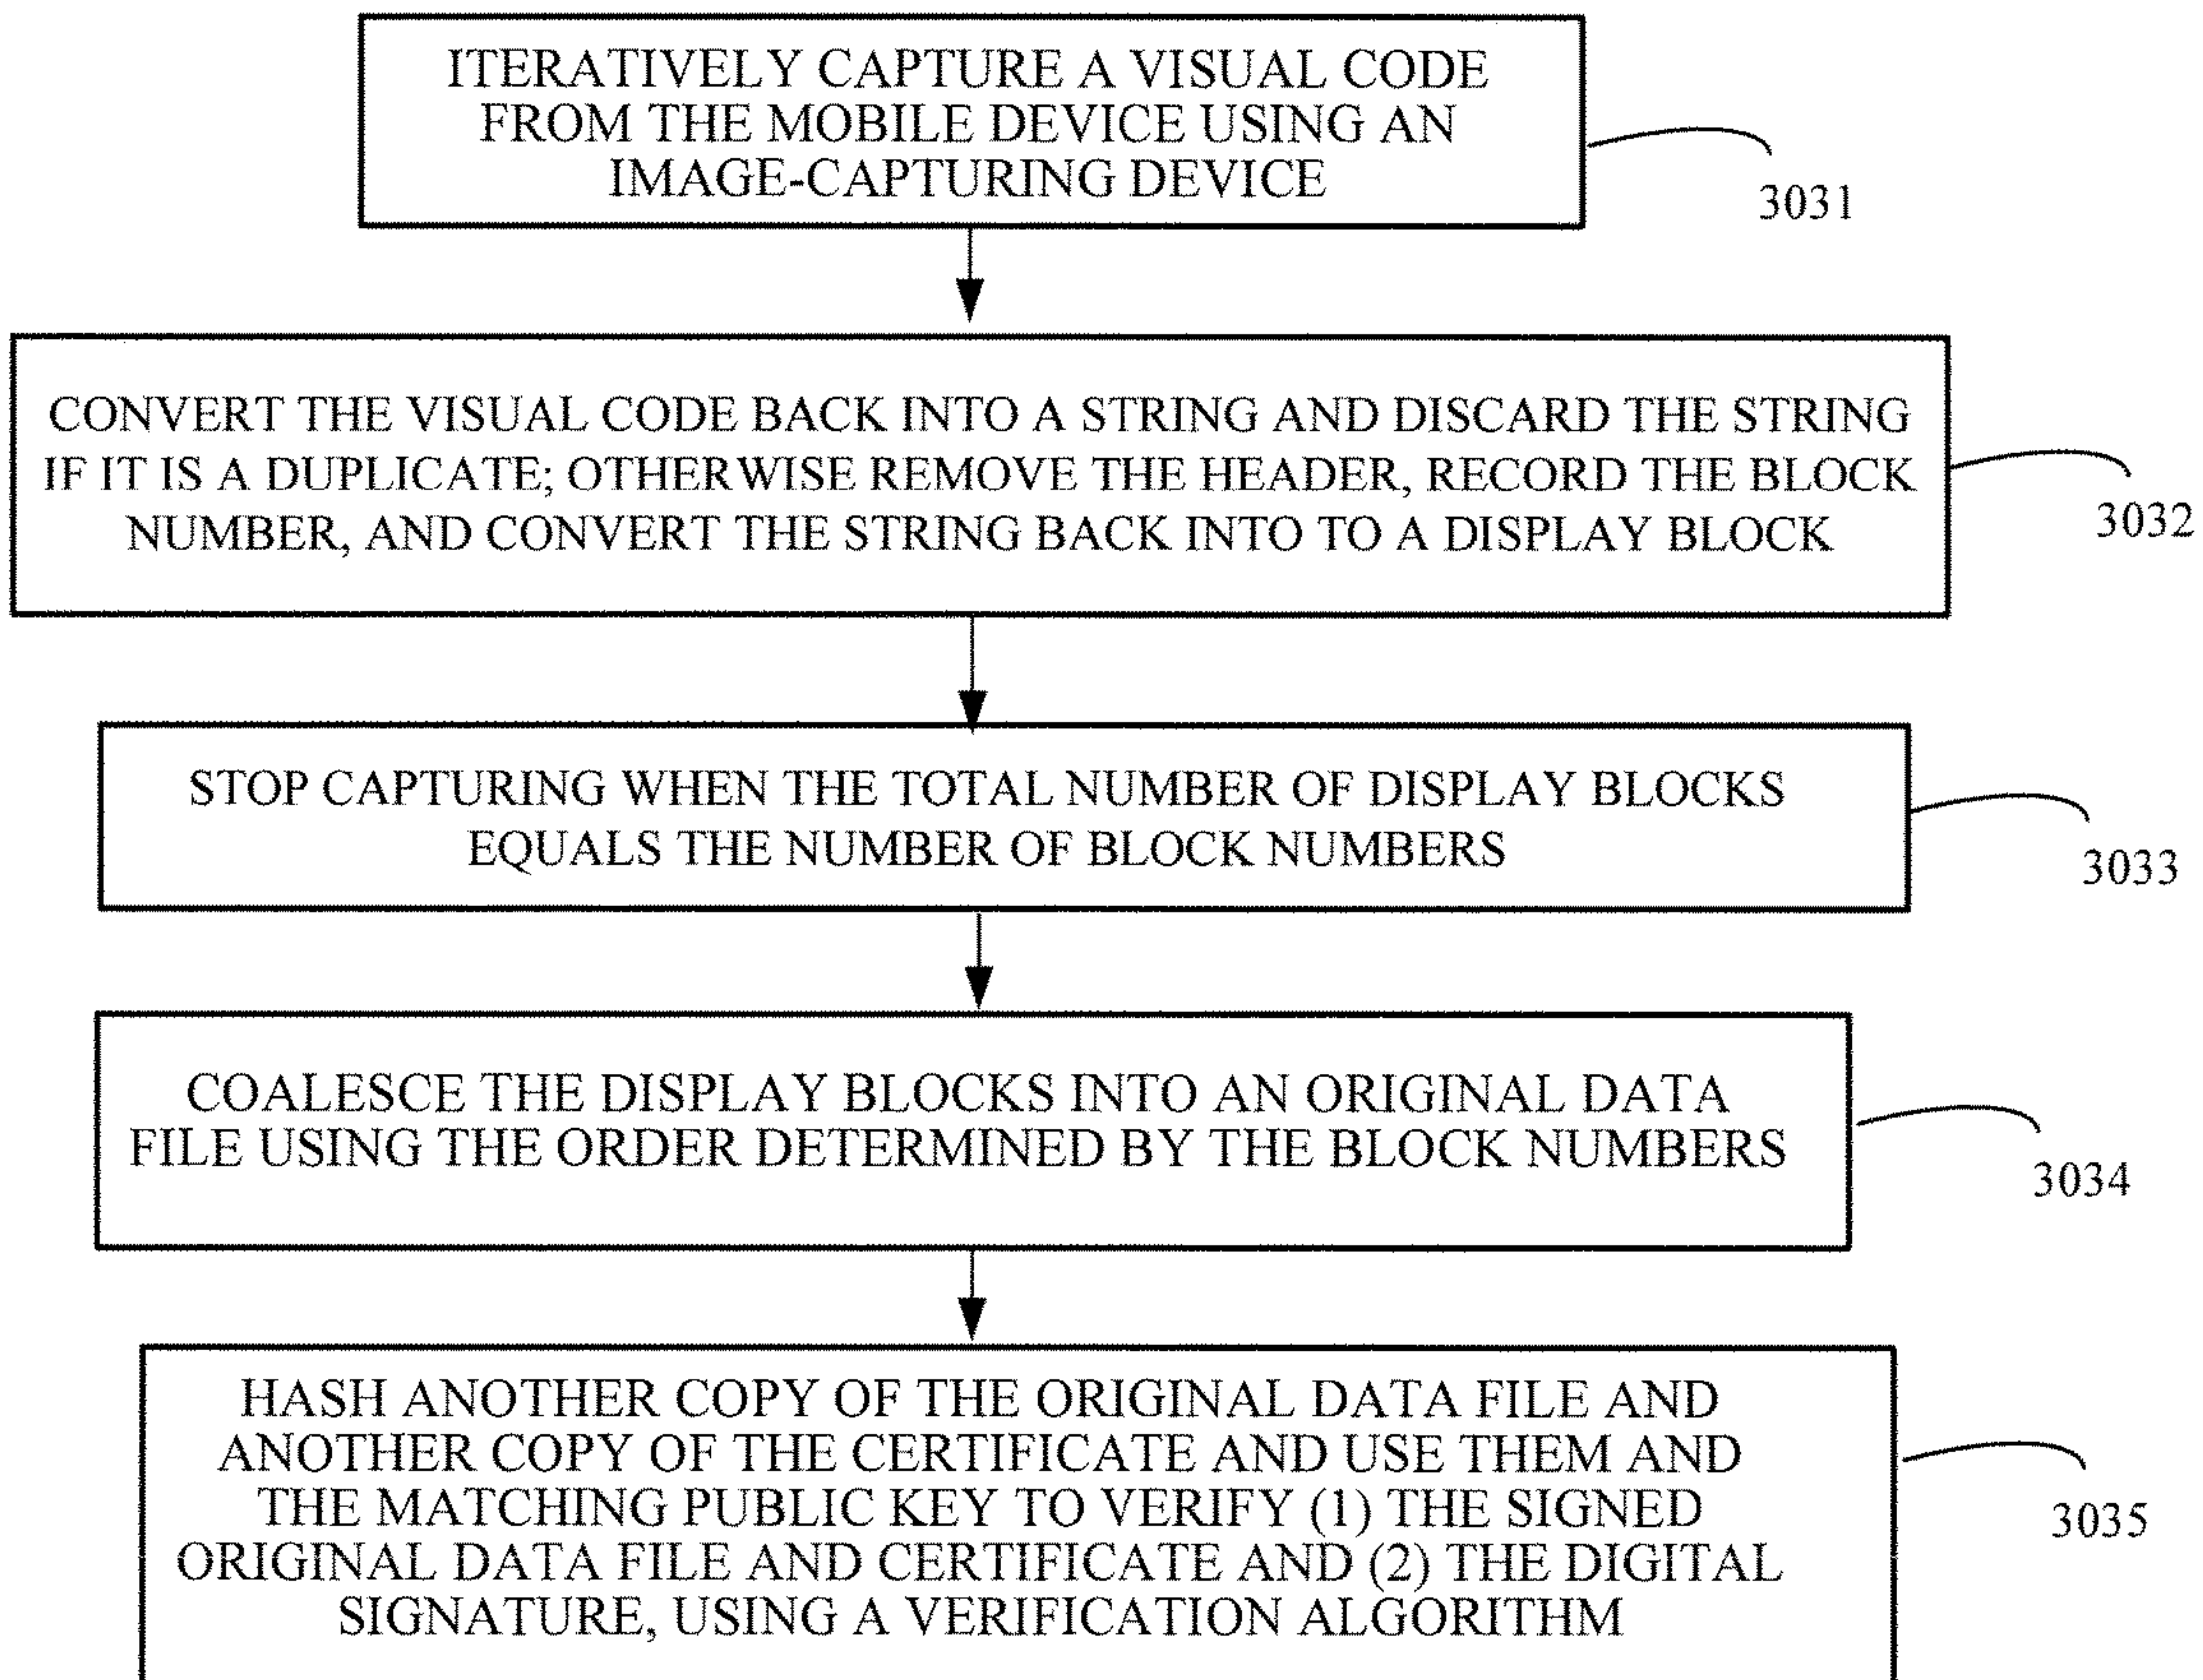 ITERATIVELY CAPTURE A VISUAL CODE
FROM THE MOBILE DEVICE USING AN
IMAGE-CAPTURING DEVICE
3031
CONVERT THE VISUAL CODE BACK INTO A STRING AND DISCARD THE STRING
IF IT IS A DUPLICATE; OTHERWISE REMOVE THE HEADER, RECORD THE BLOCK
NUMBER, AND CONVERT THE STRING BACK INTO TO A DISPLAY BLOCK
3032
STOP CAPTURING WHEN THE TOTAL NUMBER OF DISPLAY BLOCKS
EQUALS THE NUMBER OF BLOCK NUMBERS
3033
COALESCE THE DISPLAY BLOCKS INTO AN ORIGINAL DATA
FILE USING THE ORDER DETERMINED BY THE BLOCK NUMBERS
3034
HASH ANOTHER COPY OF THE ORIGINAL DATA FILE AND
ANOTHER COPY OF THE CERTIFICATE AND USE THEM AND
THE MATCHING PUBLIC KEY TO VERIFY (1) THE SIGNED
ORIGINAL DATA FILE AND CERTIFICATE AND (2) THE DIGITAL
SIGNATURE, USING A VERIFICATION ALGORITHM
3035